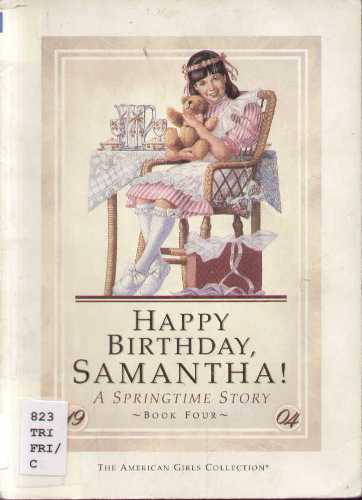 HAPPY
BIRTHDAY,
SAMANTHA!
A SPRINGTIME STORY
~ BOOK FOUR ~
19 04
823
TRI
FRI/
C
THE AMERICAN GIRLS COLLECTION®